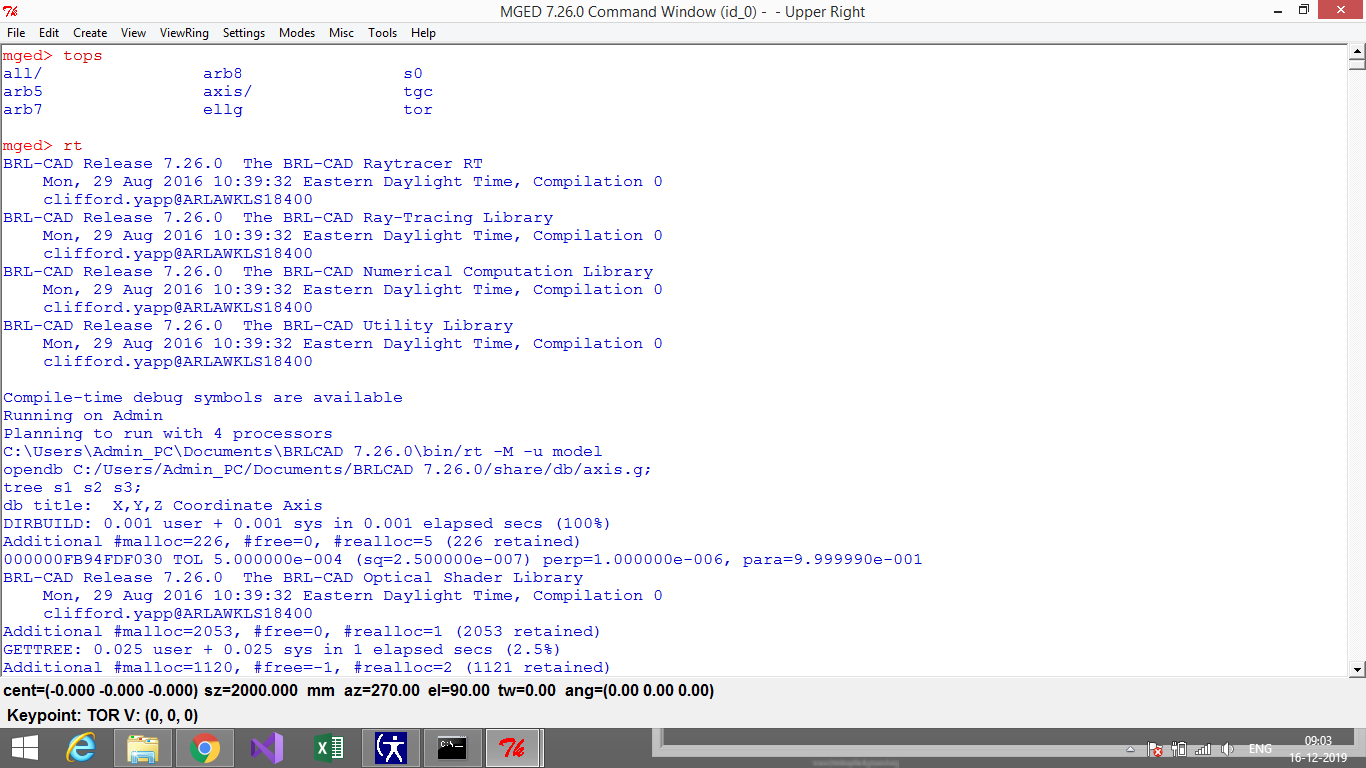 MGED 7.26.0 Command Window (id_0) - - Upper Right
File Edit Create View ViewRing Settings Modes Misc Tools Help
mged> tops
all/ arb8 s0
arb5 axis/ tgc
arb7 ellg tor
mged> rt
BRL-CAD Release 7.26.0 The BRL-CAD Raytracer RT
Mon, 29 Aug 2016 10:39:32 Eastern Daylight Time, Compilation 0
clifford.yapp@ARLAWKLS18400
BRL-CAD Release 7.26.0 The BRL-CAD Ray-Tracing Library
Mon, 29 Aug 2016 10:39:32 Eastern Daylight Time, Compilation 0
clifford.yapp@ARLAWKLS18400
BRL-CAD Release 7.26.0 The BRL-CAD Numerical Computation Library
Mon, 29 Aug 2016 10:39:32 Eastern Daylight Time, Compilation 0
clifford.yapp@ARLAWKLS18400
BRL-CAD Release 7.26.0 The BRL-CAD Utility Library
Mon, 29 Aug 2016 10:39:32 Eastern Daylight Time, Compilation 0
clifford.yapp@ARLAWKLS18400
Compile-time debug symbols are available
Running on Admin
Planning to run with 4 processors
C:\Users\Admin_PC\Documents\BRLCAD 7.26.0\bin/rt -M -u model
opendb C:/Users/Admin_PC/Documents/BRLCAD 7.26.0/share/db/axis.g;
tree s1 s2 s3;
db title: X,Y,Z Coordinate Axis
DIRBUILD: 0.001 user + 0.001 sys in 0.001 elapsed secs (100%)
Additional #malloc=226, #free=0, #realloc=5 (226 retained)
000000FB94FDF030 TOL 5.000000e-004 (sq=2.500000e-007) perp=1.000000e-006, para=9.999990e-001
BRL-CAD Release 7.26.0 The BRL-CAD Optical Shader Library
Mon, 29 Aug 2016 10:39:32 Eastern Daylight Time, Compilation 0
clifford.yapp@ARLAWKLS18400
Additional #malloc=2053, #free=0, #realloc=1 (2053 retained)
GETTREE: 0.025 user + 0.025 sys in 1 elapsed secs (2.5%)
Additional #malloc=1120, #free=-1, #realloc=2 (1121 retained)
cent=(-0.000 -0.000 -0.000) sz=2000.000 mm az=270.00 el=90.00 tw=0.00 ang=(0.00 0.00 0.00)
Keypoint: TOR V: (0, 0, 0)
ENG
09:03
16-12-2019